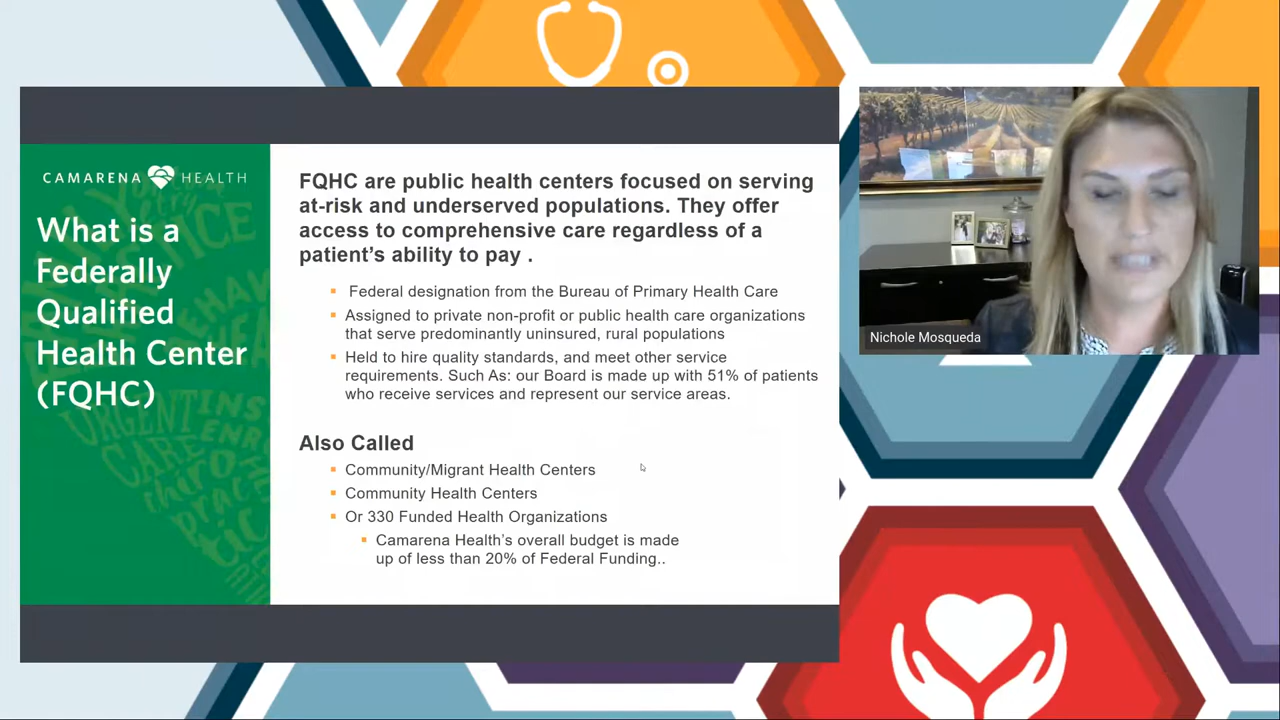 CAMARENA HEALTH
What is a
Federally
Qualified
Health Center
(FQHC)
FQHC are public health centers focused on serving
at-risk and underserved populations. They offer
access to comprehensive care regardless of a
patient’s ability to pay .
Federal designation from the Bureau of Primary Health Care
Assigned to private non-profit or public health care organizations
that serve predominantly uninsured, rural populations
Held to hire quality standards, and meet other service
requirements. Such As: our Board is made up with 51% of patients
who receive services and represent our service areas.
Also Called
Community/Migrant Health Centers
Community Health Centers
Or 330 Funded Health Organizations
Camarena Health’s overall budget is made
up of less than 20% of Federal Funding..
Nichole Mosqueda